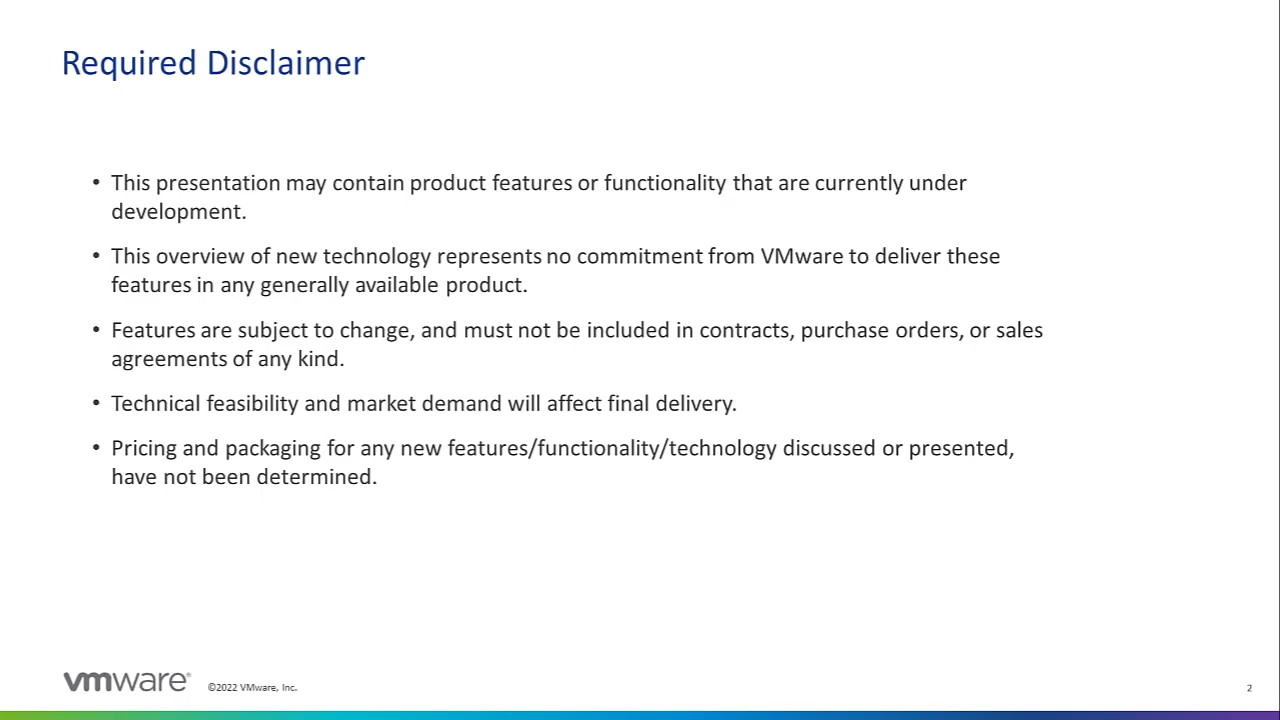 Required Disclaimer
• This presentation may contain product features or functionality that are currently under
development.
• This overview of new technology represents no commitment from VMware to deliver these
features in any generally available product.
• Features are subject to change, and must not be included in contracts, purchase orders, or sales
agreements of any kind.
• Technical feasibility and market demand will affect final delivery.
• Pricing and packaging for any new features/functionality/technology discussed or presented,
have not been determined.
vmware® ©2022 VMware, Inc. 2